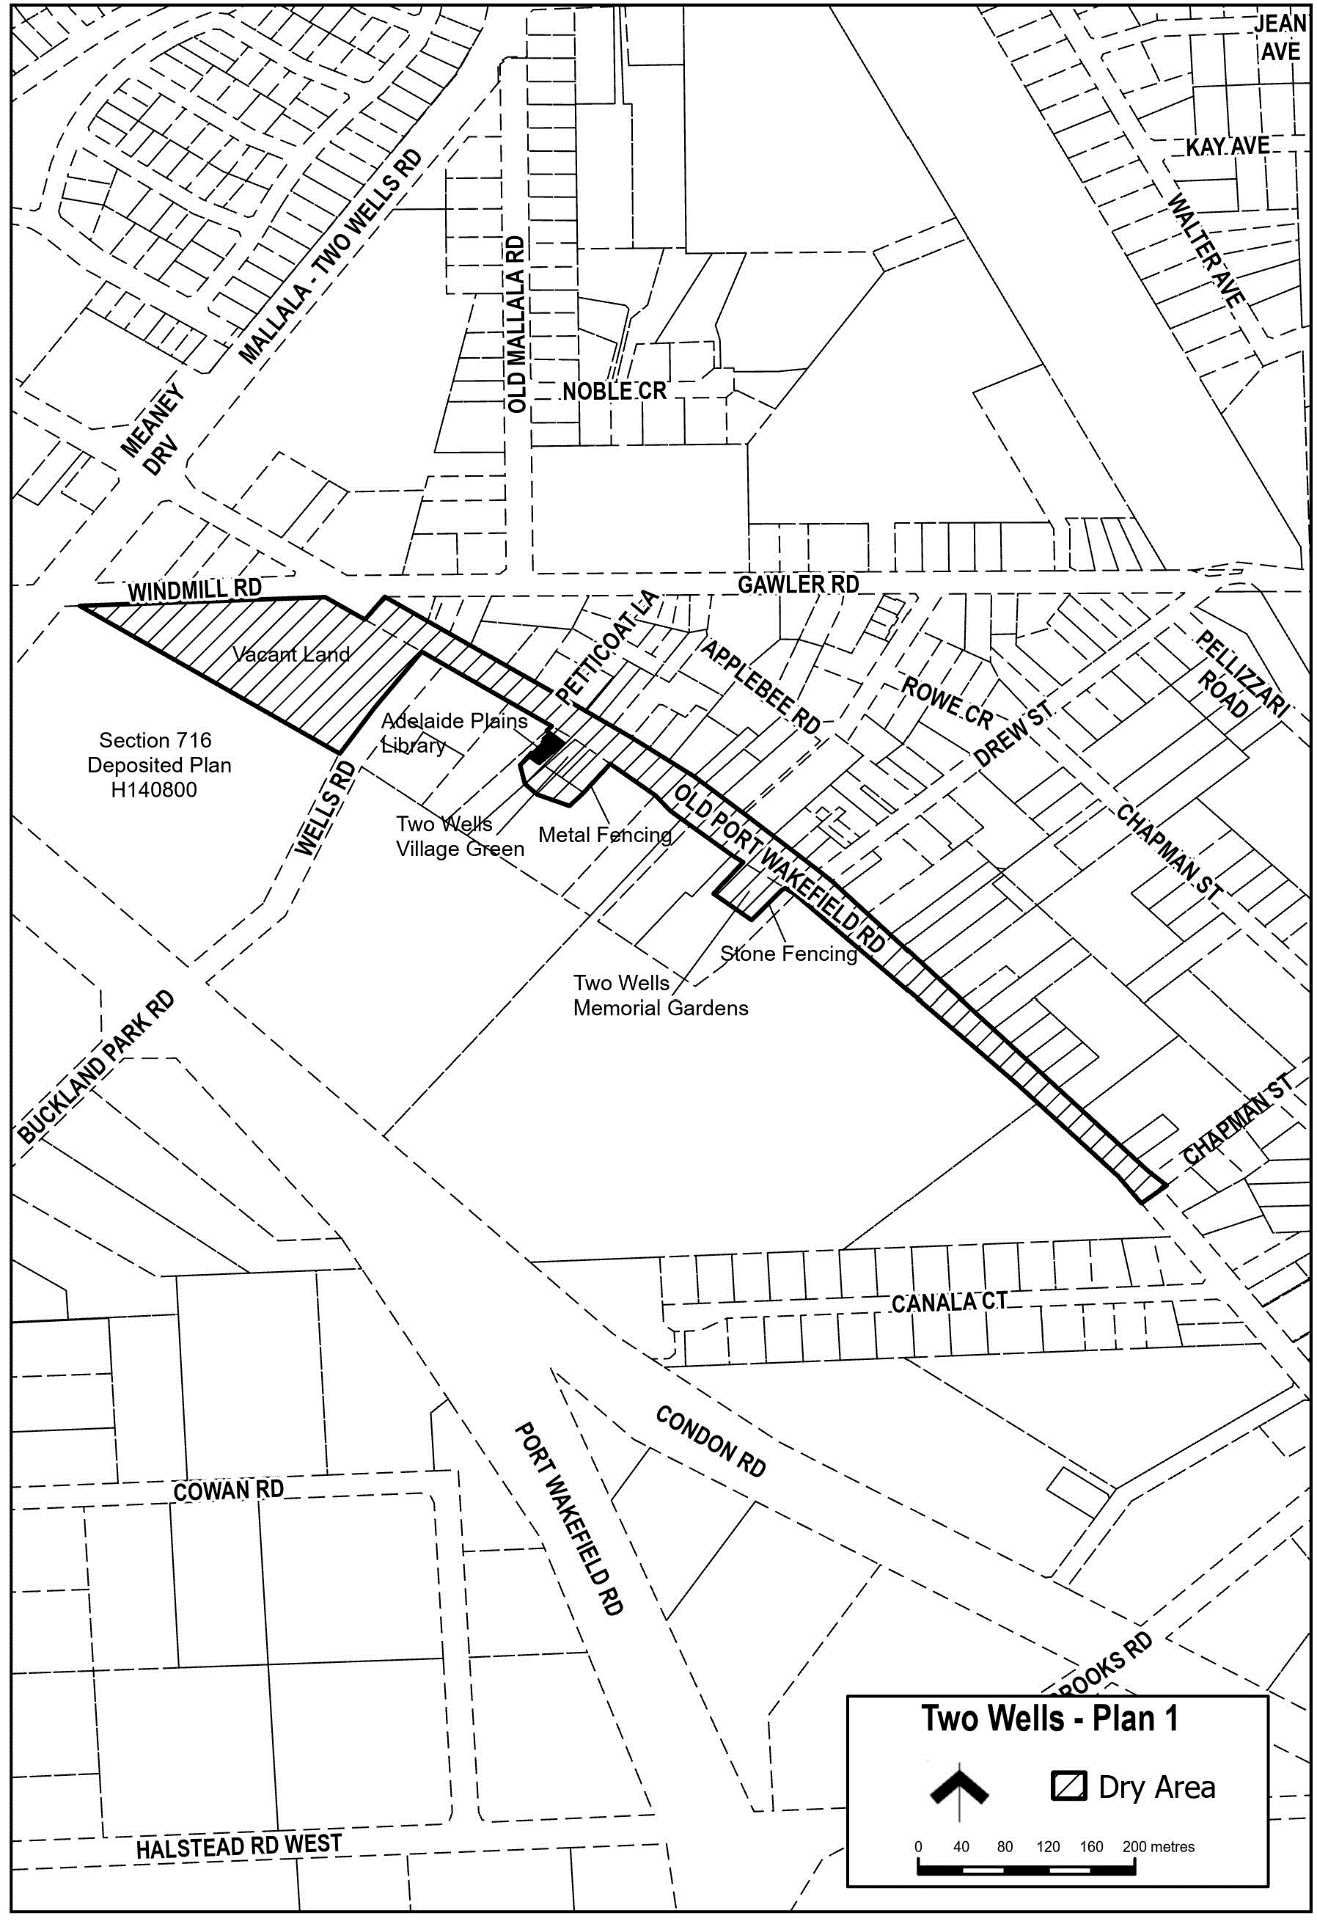 JEAN
AVE
KAY AVE
WALTER AVE
MALLALA - TWO WELLS RD
OLD MALLALA RD
NOBLE CR
MEANEY
DRV
WINDMILL RD
GAWLER RD
PETTICOAT LA
Vacant Land
APPLEBEE RD
ROWE CR
PELLIZZARI
ROAD
DREW ST
Adelaide Plains
Library
Section 716
Deposited Plan
H140800
WELLS RD
Two Wells
Village Green
Metal Fencing
OLD PORT WAKEFIELD RD
CHAPMAN ST
Stone Fencing
Two Wells
Memorial Gardens
BUCKLAND PARK RD
CHAPMAN ST
CANALA CT
CONDON RD
PORT WAKEFIELD RD
COWAN RD
ROOKS RD
HALSTEAD RD WEST
Two Wells - Plan 1
Dry Area
0 40 80 120 160 200 metres